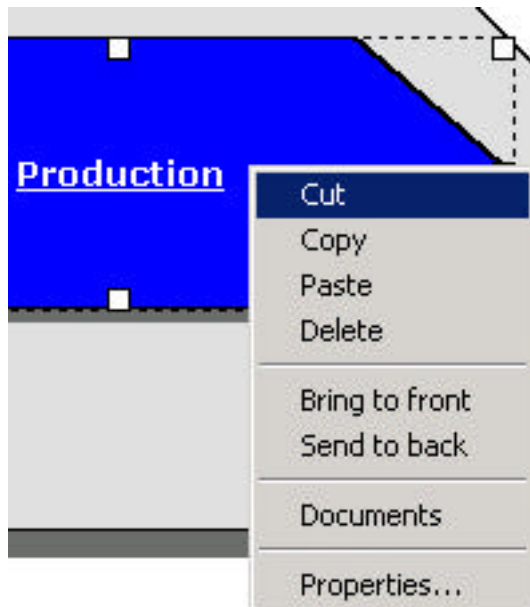 Production
Cut
Copy
Paste
Delete
Bring to front
Send to back
Documents
Properties...